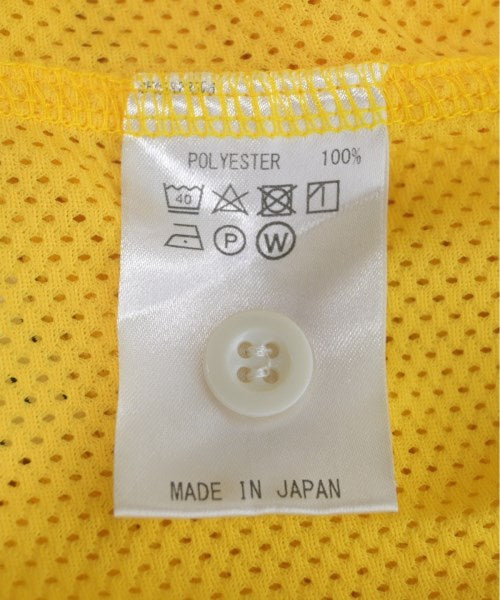 POLYESTER 100%
40
P W
MADE IN JAPAN